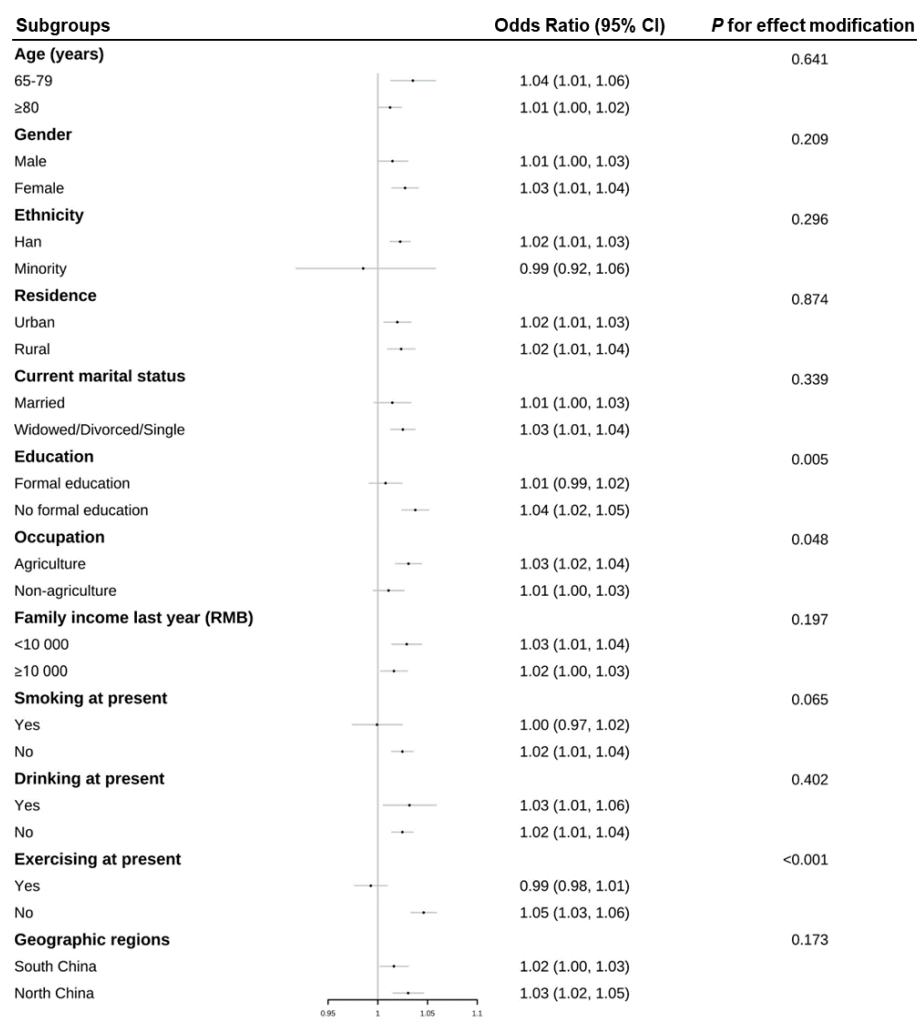 Subgroups Odds Ratio (95% CI) P for effect modification
Age (years) 0.641
65-79 1.04 (1.01, 1.06)
≥80 1.01 (1.00, 1.02)
Gender 0.209
Male 1.01 (1.00, 1.03)
Female 1.03 (1.01, 1.04)
Ethnicity 0.296
Han 1.02 (1.01, 1.03)
Minority 0.99 (0.92, 1.06)
Residence 0.874
Urban 1.02 (1.01, 1.03)
Rural 1.02 (1.01, 1.04)
Current marital status 0.339
Married 1.01 (1.00, 1.03)
Widowed/Divorced/Single 1.03 (1.01, 1.04)
Education 0.005
Formal education 1.01 (0.99, 1.02)
No formal education 1.04 (1.02, 1.05)
Occupation 0.048
Agriculture 1.03 (1.02, 1.04)
Non-agriculture 1.01 (1.00, 1.03)
Family income last year (RMB) 0.197
<10 000 1.03 (1.01, 1.04)
≥10 000 1.02 (1.00, 1.03)
Smoking at present 0.065
Yes 1.00 (0.97, 1.02)
No 1.02 (1.01, 1.04)
Drinking at present 0.402
Yes 1.03 (1.01, 1.06)
No 1.02 (1.01, 1.04)
Exercising at present <0.001
Yes 0.99 (0.98, 1.01)
No 1.05 (1.03, 1.06)
Geographic regions 0.173
South China 1.02 (1.00, 1.03)
North China 1.03 (1.02, 1.05)
0.95 1 1.05 1.1